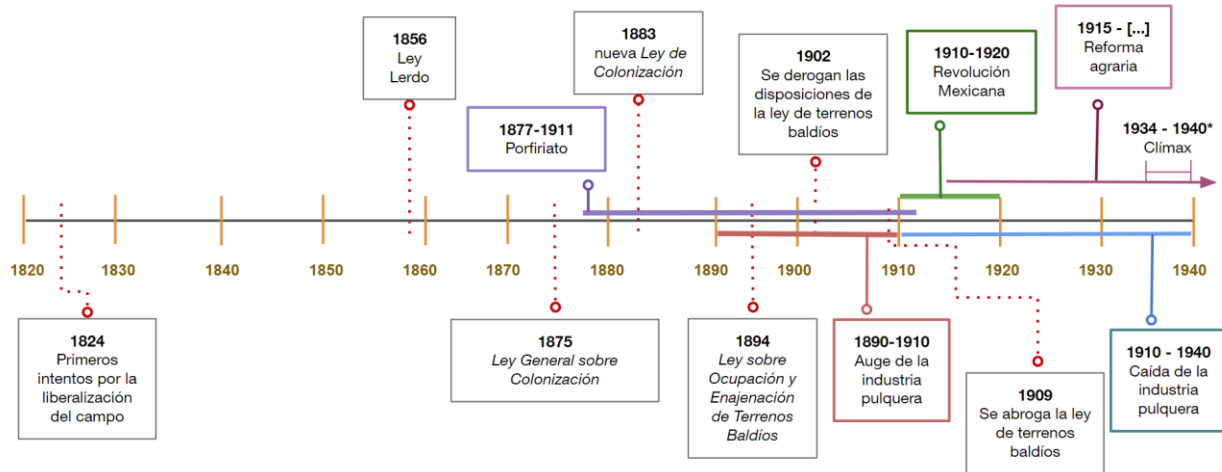 1856
Ley
Lerdo
1883
nueva Ley de
Colonización
1902
Se derogan las
disposiciones de
la ley de terrenos
baldíos
1910-1920
Revolución
Mexicana
1915 - [...]
Reforma
agraria
1877-1911
Porfiriato
1934 - 1940*
Clímax
1820
1830
1840
1850
1860
1870
1880
1890
1900
1910
1920
1930
1940
1824
Primeros
intentos por la
liberalización
del campo
1875
Ley General sobre
Colonización
1894
Ley sobre
Ocupación y
Enajenación de
Terrenos
Baldíos
1890-1910
Auge de la
industria
pulquera
1909
Se abroga la ley
de terrenos
baldíos
1910 - 1940
Caída de la
industria
pulquera